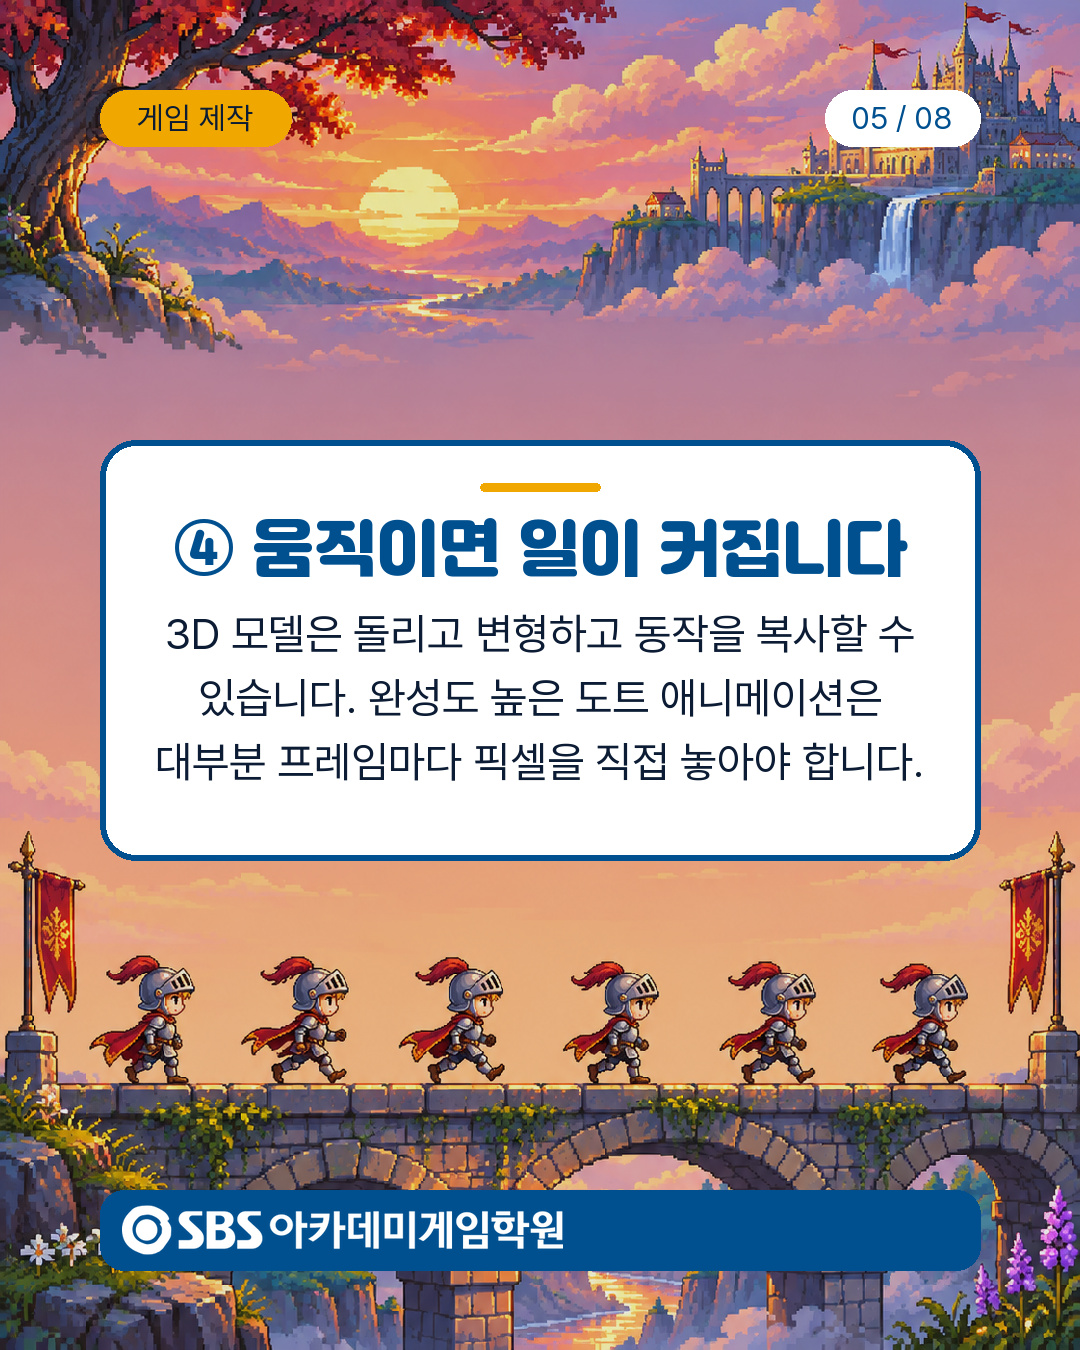 게임 제작
05 / 08
④ 움직이면 일이 커집니다
3D 모델은 돌리고 변형하고 동작을 복사할 수
있습니다. 완성도 높은 도트 애니메이션은
대부분 프레임마다 픽셀을 직접 놓아야 합니다.
SBS 아카데미게임학원